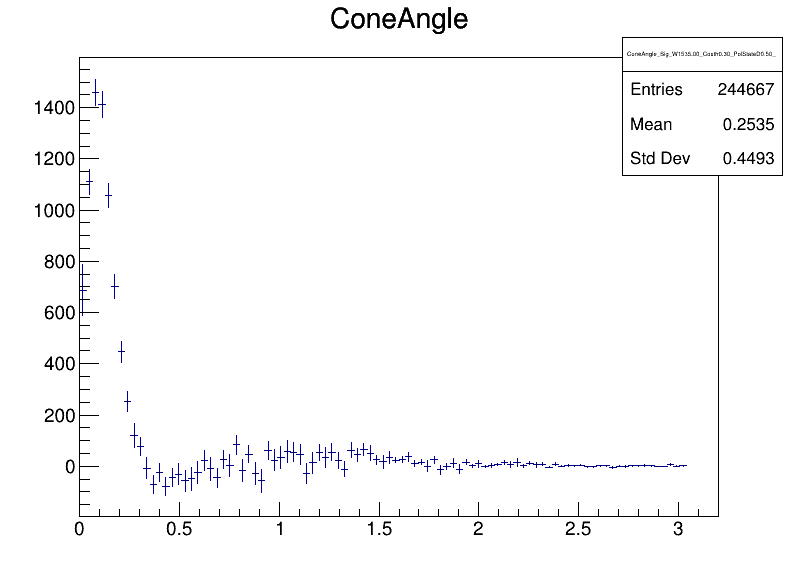 ConeAngle
ConeAngle_Sig_W1535.00_Costh0.30_PolStateD0.50_
Entries 244667
Mean 0.2535
Std Dev 0.4493
1400
1200
1000
800
600
400
200
0
0 0.5 1 1.5 2 2.5 3